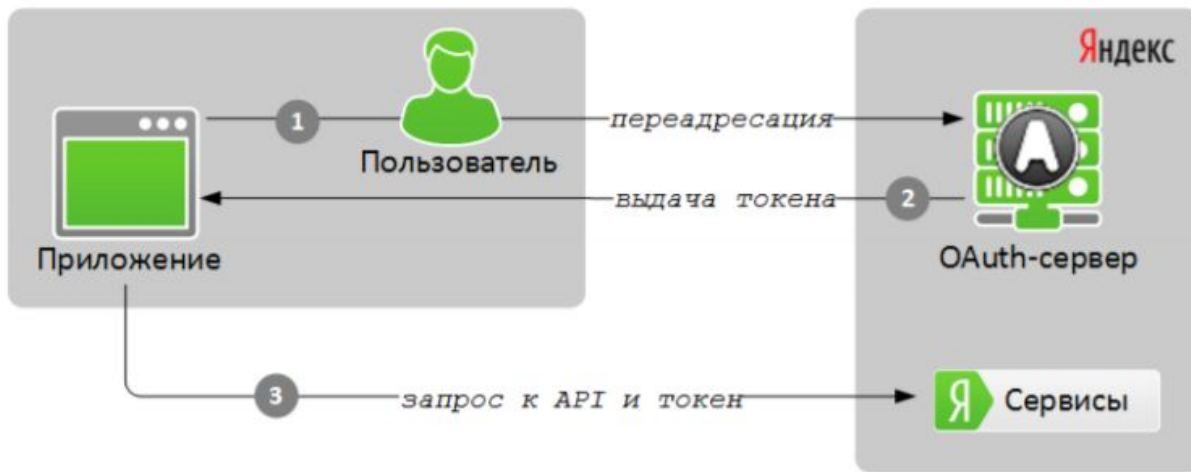 Яндекс
1
переадресация
Пользователь
выдача токена
2
Приложение
OAuth-сервер
3
запрос к API и токен
Я Сервисы